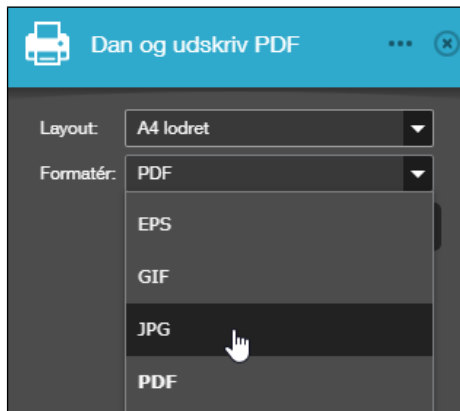 Dan og udskriv PDF
Layout: A4 lodret
Formatér: PDF
EPS
GIF
JPG
PDF